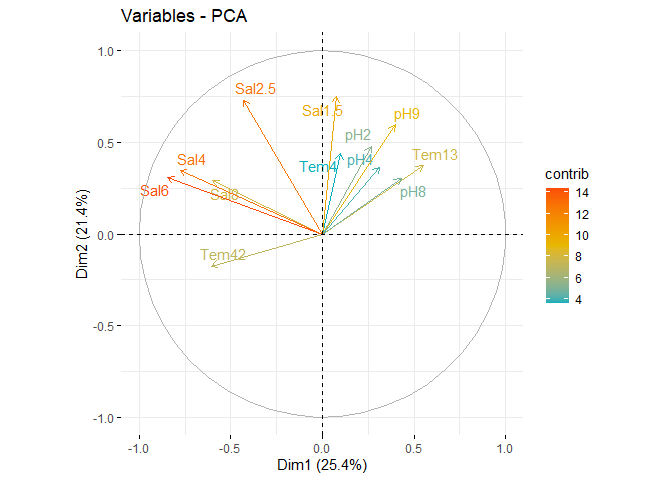 Variables - PCA
1.0
0.5
0.0
-0.5
-1.0
Dim2 (21.4%)
Sal2.5
Sal1.5
pH9
pH2
Tem13
Sal4
pH4
Tem4
Sal6
Sal8
pH8
Tem42
-1.0
-0.5
0.0
0.5
1.0
Dim1 (25.4%)
contrib
14
12
10
8
6
4